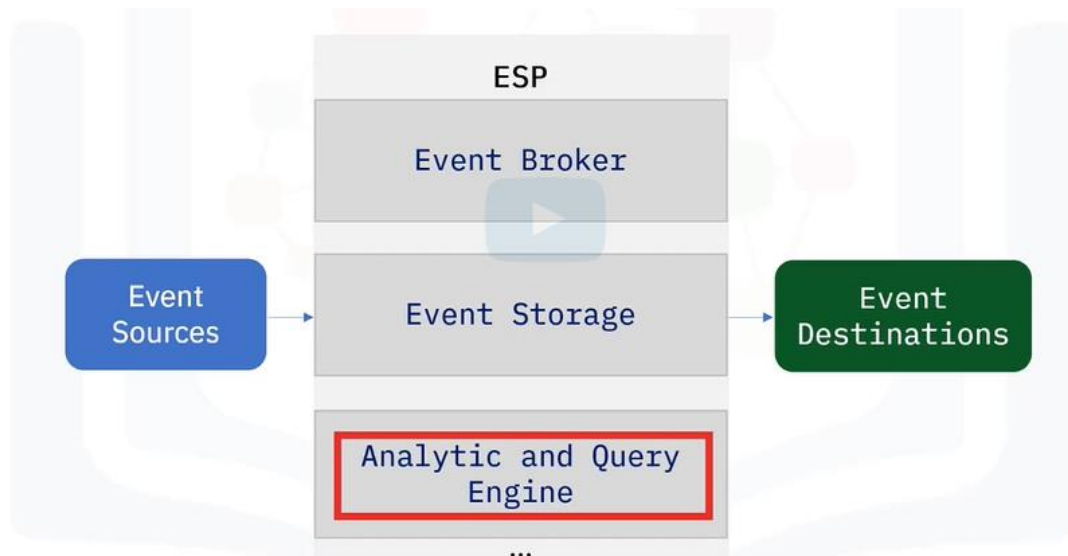 ESP
Event Broker
Event
Sources
Event Storage
Event
Destinations
Analytic and Query
Engine
...